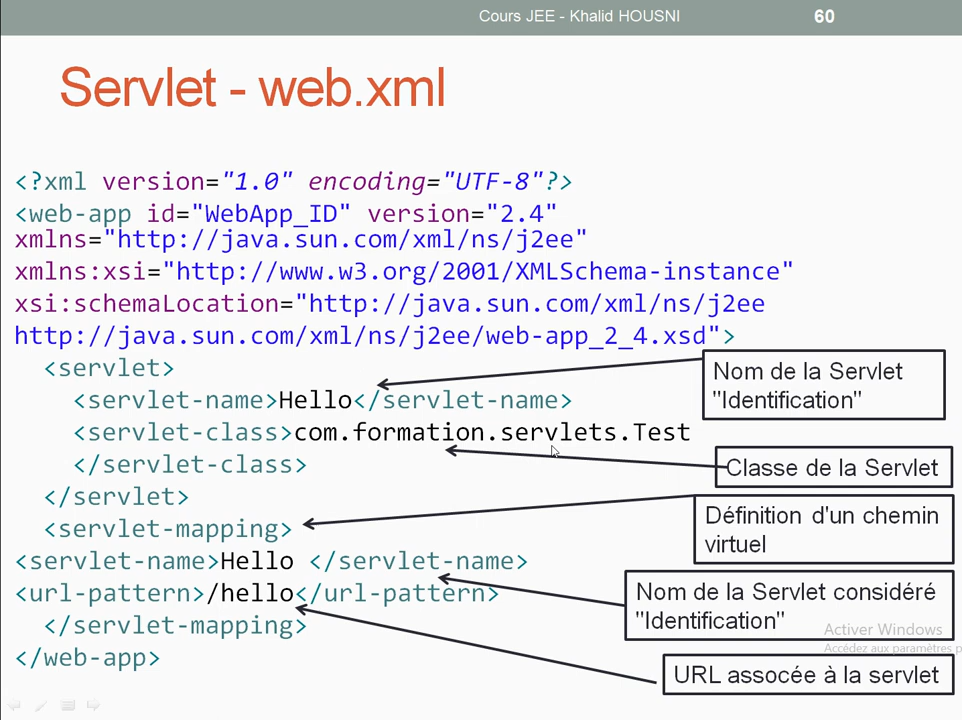 Cours JEE - Khalid HOUSNI
60
Servlet - web.xml
<?xml version="1.0" encoding="UTF-8"?>
<web-app id="WebApp_ID" version="2.4"
xmlns="http://java.sun.com/xml/ns/j2ee"
xmlns:xsi="http://www.w3.org/2001/XMLSchema-instance"
xsi:schemaLocation="http://java.sun.com/xml/ns/j2ee
http://java.sun.com/xml/ns/j2ee/web-app_2_4.xsd">
<servlet>
<servlet-name>Hello</servlet-name>
<servlet-class>com.formation.servlets.Test
</servlet-class>
</servlet>
<servlet-mapping>
<servlet-name>Hello </servlet-name>
<url-pattern>/hello</url-pattern>
</servlet-mapping>
</web-app>
Nom de la Servlet
"Identification"
Classe de la Servlet
Définition d'un chemin
virtuel
Nom de la Servlet considéré
"Identification"
URL associée à la servlet
Activer Windows
Accédez aux paramètres p